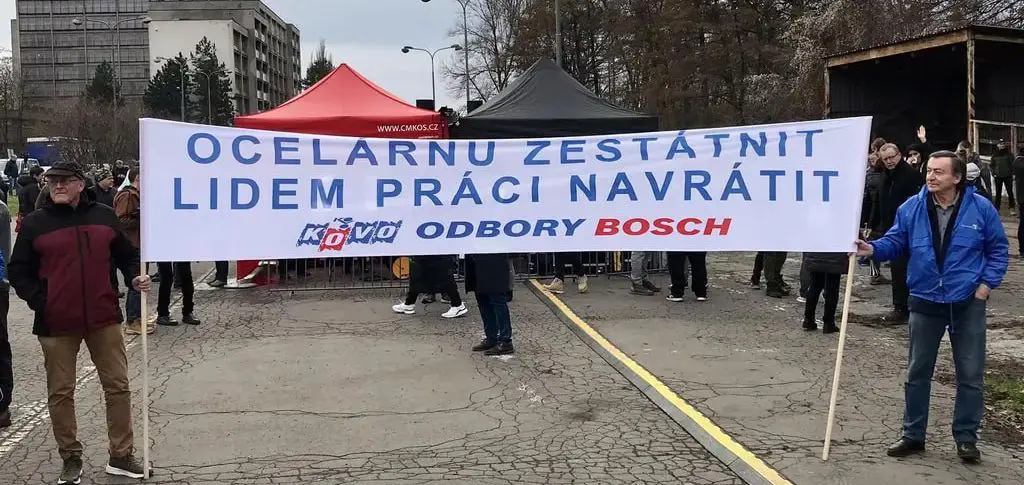 WWW.CMKOS.CZ
OCELÁRNU ZESTÁTNIT
LIDEM PRÁCI NAVRÁTIT
KOVO ODBORY BOSCH